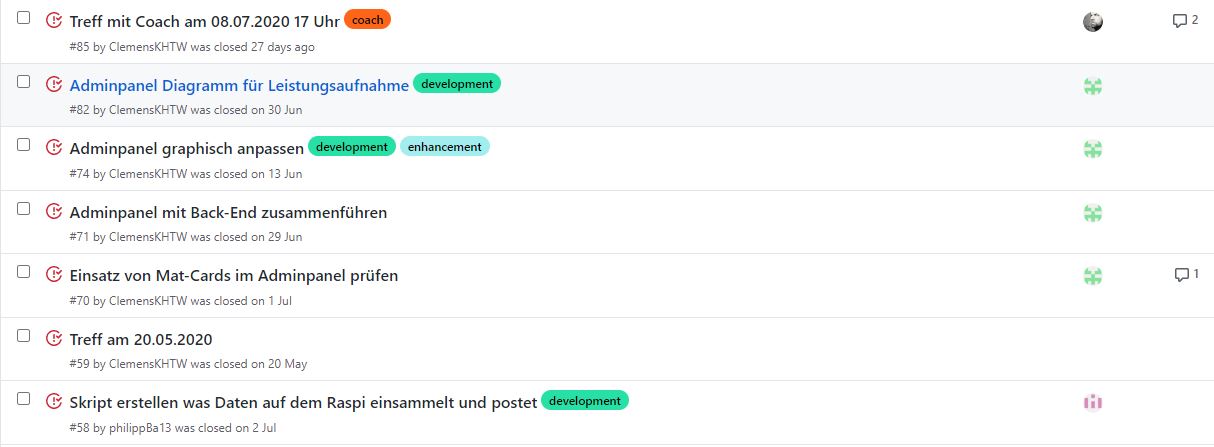 Treff mit Coach am 08.07.2020 17 Uhr coach
2
#85 by ClemensKHTW was closed 27 days ago
Adminpanel Diagramm für Leistungsaufnahme development
#82 by ClemensKHTW was closed on 30 Jun
Adminpanel graphisch anpassen development enhancement
#74 by ClemensKHTW was closed on 13 Jun
Adminpanel mit Back-End zusammenführen
#71 by ClemensKHTW was closed on 29 Jun
Einsatz von Mat-Cards im Adminpanel prüfen
1
#70 by ClemensKHTW was closed on 1 Jul
Treff am 20.05.2020
#59 by ClemensKHTW was closed on 20 May
Skript erstellen was Daten auf dem Raspi einsammelt und postet development
#58 by philippBa13 was closed on 2 Jul